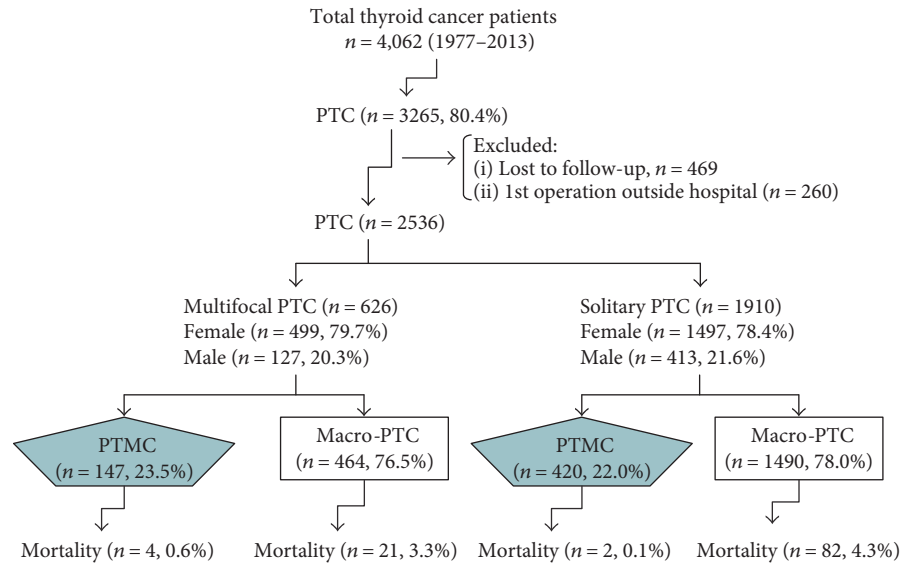 Total thyroid cancer patients
n = 4,062 (1977–2013)
PTC (n = 3265, 80.4%)
Excluded:
(i) Lost to follow-up, n = 469
(ii) 1st operation outside hospital (n = 260)
PTC (n = 2536)
Multifocal PTC (n = 626)
Female (n = 499, 79.7%)
Male (n = 127, 20.3%)
Solitary PTC (n = 1910)
Female (n = 1497, 78.4%)
Male (n = 413, 21.6%)
PTMC
(n = 147, 23.5%)
Macro-PTC
(n = 464, 76.5%)
PTMC
(n = 420, 22.0%)
Macro-PTC
(n = 1490, 78.0%)
Mortality (n = 4, 0.6%)
Mortality (n = 21, 3.3%)
Mortality (n = 2, 0.1%)
Mortality (n = 82, 4.3%)